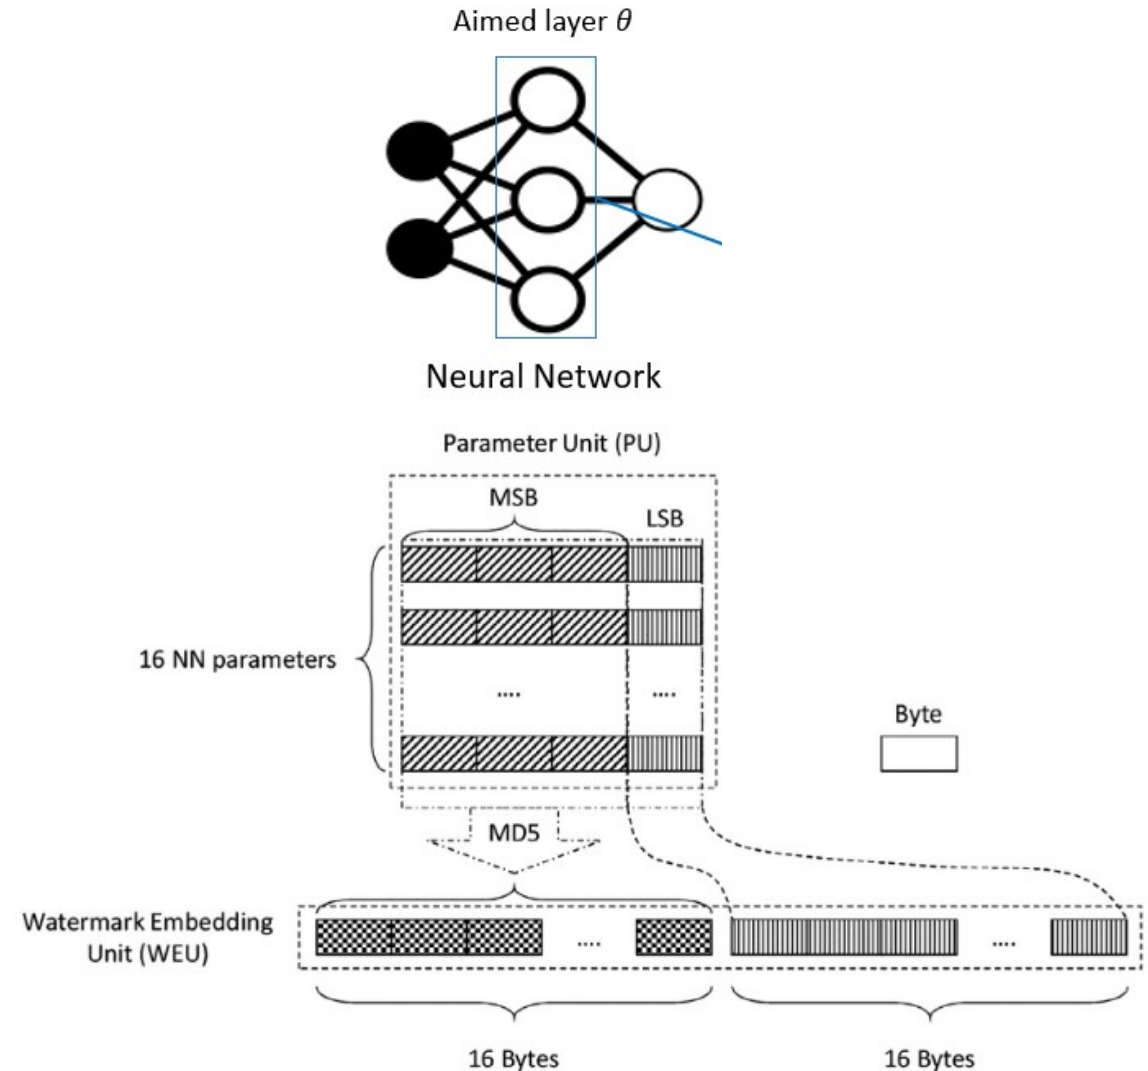 Aimed layer θ
Neural Network
Parameter Unit (PU)
MSB
LSB
16 NN parameters
....
....
Byte
MD5
Watermark Embedding
Unit (WEU)
....
....
16 Bytes
16 Bytes